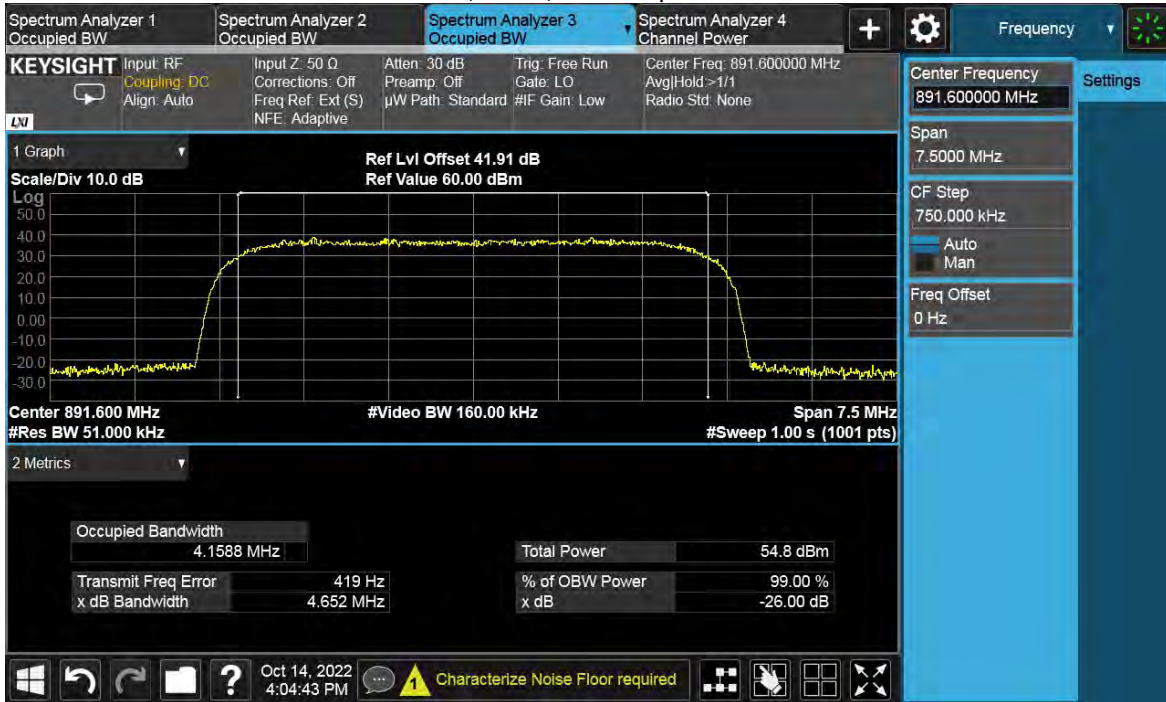 Spectrum Analyzer 1
Occupied BW
Spectrum Analyzer 2
Occupied BW
Spectrum Analyzer 3
Occupied BW
Spectrum Analyzer 4
Channel Power
+
Frequency
KEYSIGHT
LXI
Input: RF
Coupling: DC
Align: Auto
Input Z: 50 Ω
Corrections: Off
Freq Ref: Ext (S)
NFE: Adaptive
Atten: 30 dB
Preamp: Off
µW Path: Standard
Trig: Free Run
Gate: LO
#IF Gain: Low
Center Freq: 891.600000 MHz
Avg|Hold:>1/1
Radio Std: None
Center Frequency
891.600000 MHz
Settings
Span
7.5000 MHz
CF Step
750.000 kHz
Auto
Man
Freq Offset
0 Hz
1 Graph
Scale/Div 10.0 dB
Ref Lvl Offset 41.91 dB
Ref Value 60.00 dBm
Log
50.0
40.0
30.0
20.0
10.0
0.00
-10.0
-20.0
-30.0
Center 891.600 MHz
#Video BW 160.00 kHz
Span 7.5 MHz
#Res BW 51.000 kHz
#Sweep 1.00 s (1001 pts)
2 Metrics
Occupied Bandwidth
4.1588 MHz
Total Power 54.8 dBm
Transmit Freq Error 419 Hz
% of OBW Power 99.00 %
x dB Bandwidth 4.652 MHz
x dB -26.00 dB
?
Oct 14, 2022
4:04:43 PM
1
Characterize Noise Floor required